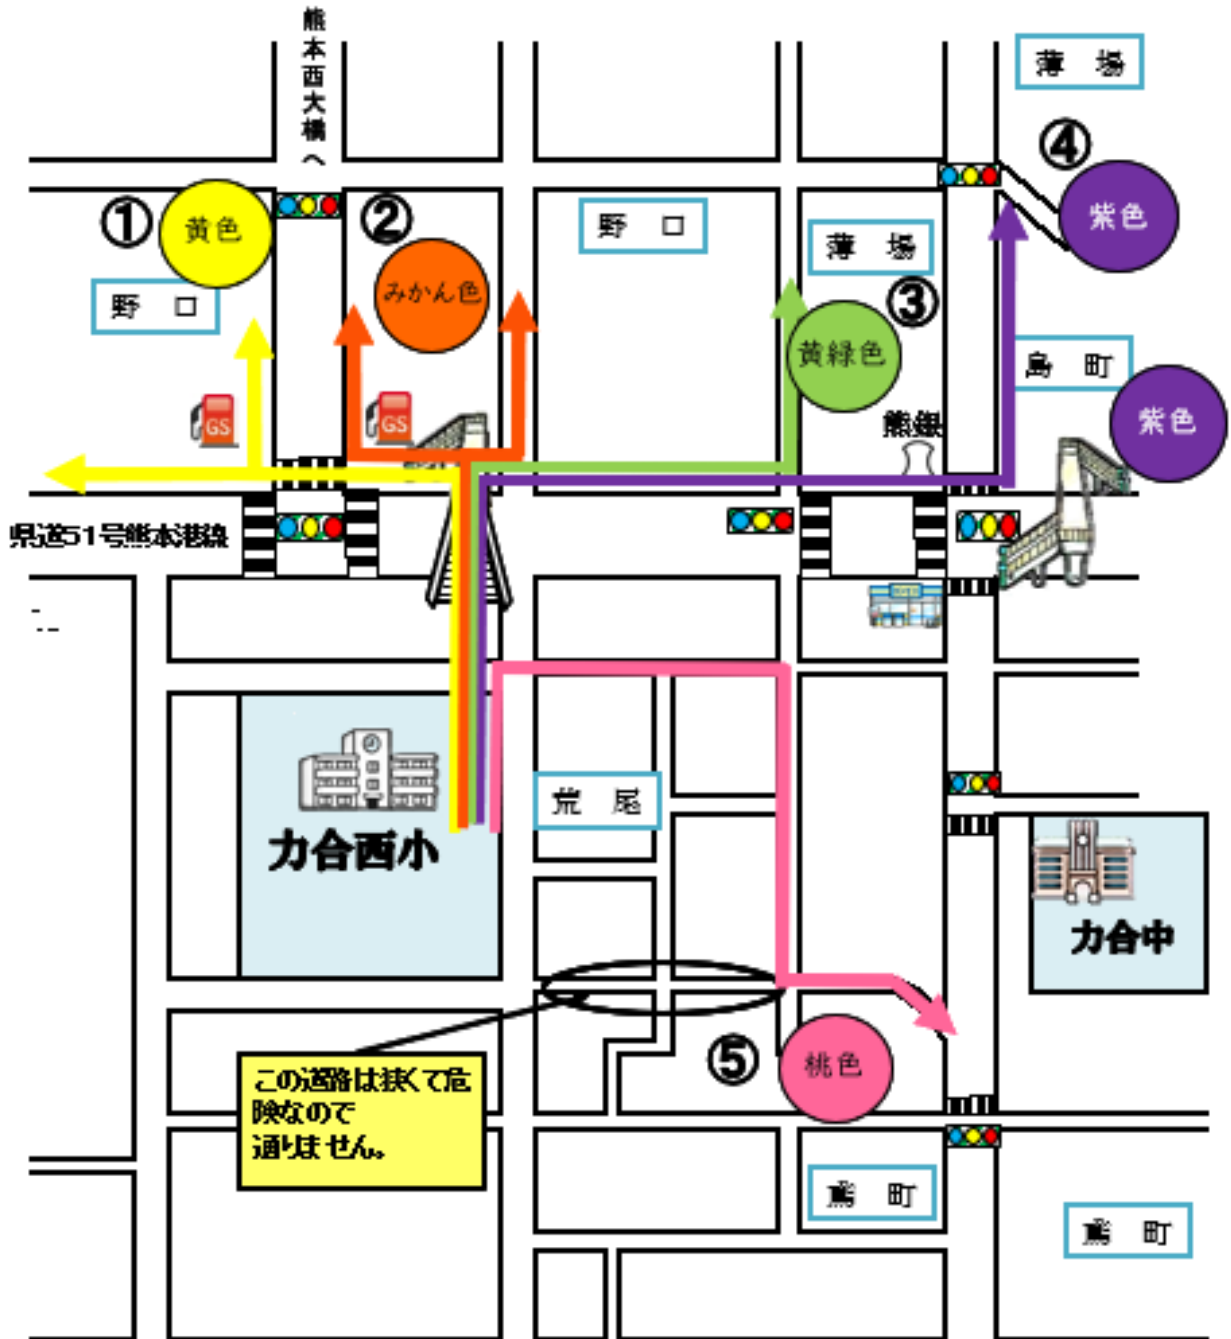 熊本西大橋へ
薄 場
④
①
黄色
②
野 口
薄 場
紫色
みかん色
野 口
③
黄緑色
島 町
GS
GS
熊銀
紫色
県道51号熊本港線
荒 尾
力合西小
力合中
⑤
桃色
この道路は狭くて危
険なので
通りません。
鳶 町
鳶 町